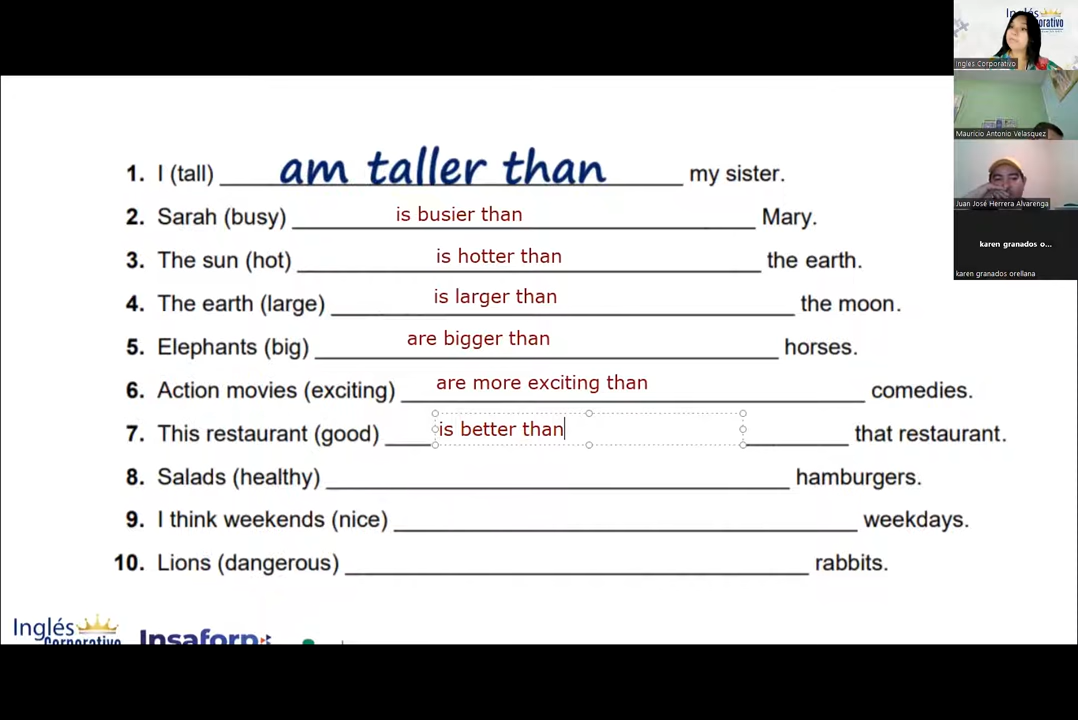 Inglés
Corporativo
Ingles Corporativo
Mauricio Antonio Velasquez
Juan José Herrera Alvarenga
karen granados o...
karen granados orellana
1. I (tall) am taller than my sister.
2. Sarah (busy) is busier than Mary.
3. The sun (hot) is hotter than the earth.
4. The earth (large) is larger than the moon.
5. Elephants (big) are bigger than horses.
6. Action movies (exciting) are more exciting than comedies.
7. This restaurant (good) is better than that restaurant.
8. Salads (healthy) hamburgers.
9. I think weekends (nice) weekdays.
10. Lions (dangerous) rabbits.
Inglés
Corporativo
Insaforp